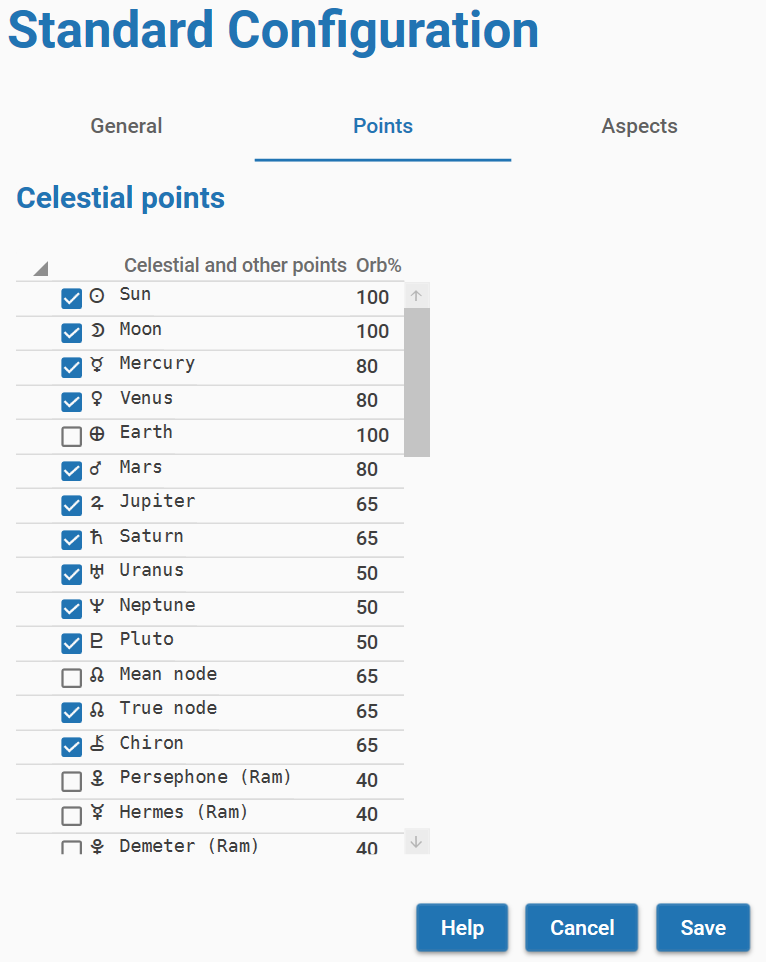 Standard Configuration
General Points Aspects
Celestial points
Celestial and other points Orb%
☉ Sun 100
☽ Moon 100
☿ Mercury 80
♀ Venus 80
⊕ Earth 100
♂ Mars 80
♃ Jupiter 65
♄ Saturn 65
♅ Uranus 50
♆ Neptune 50
♇ Pluto 50
☊ Mean node 65
☊ True node 65
⚷ Chiron 65
Persephone (Ram) 40
Hermes (Ram) 40
Demeter (Ram) 40
Help Cancel Save